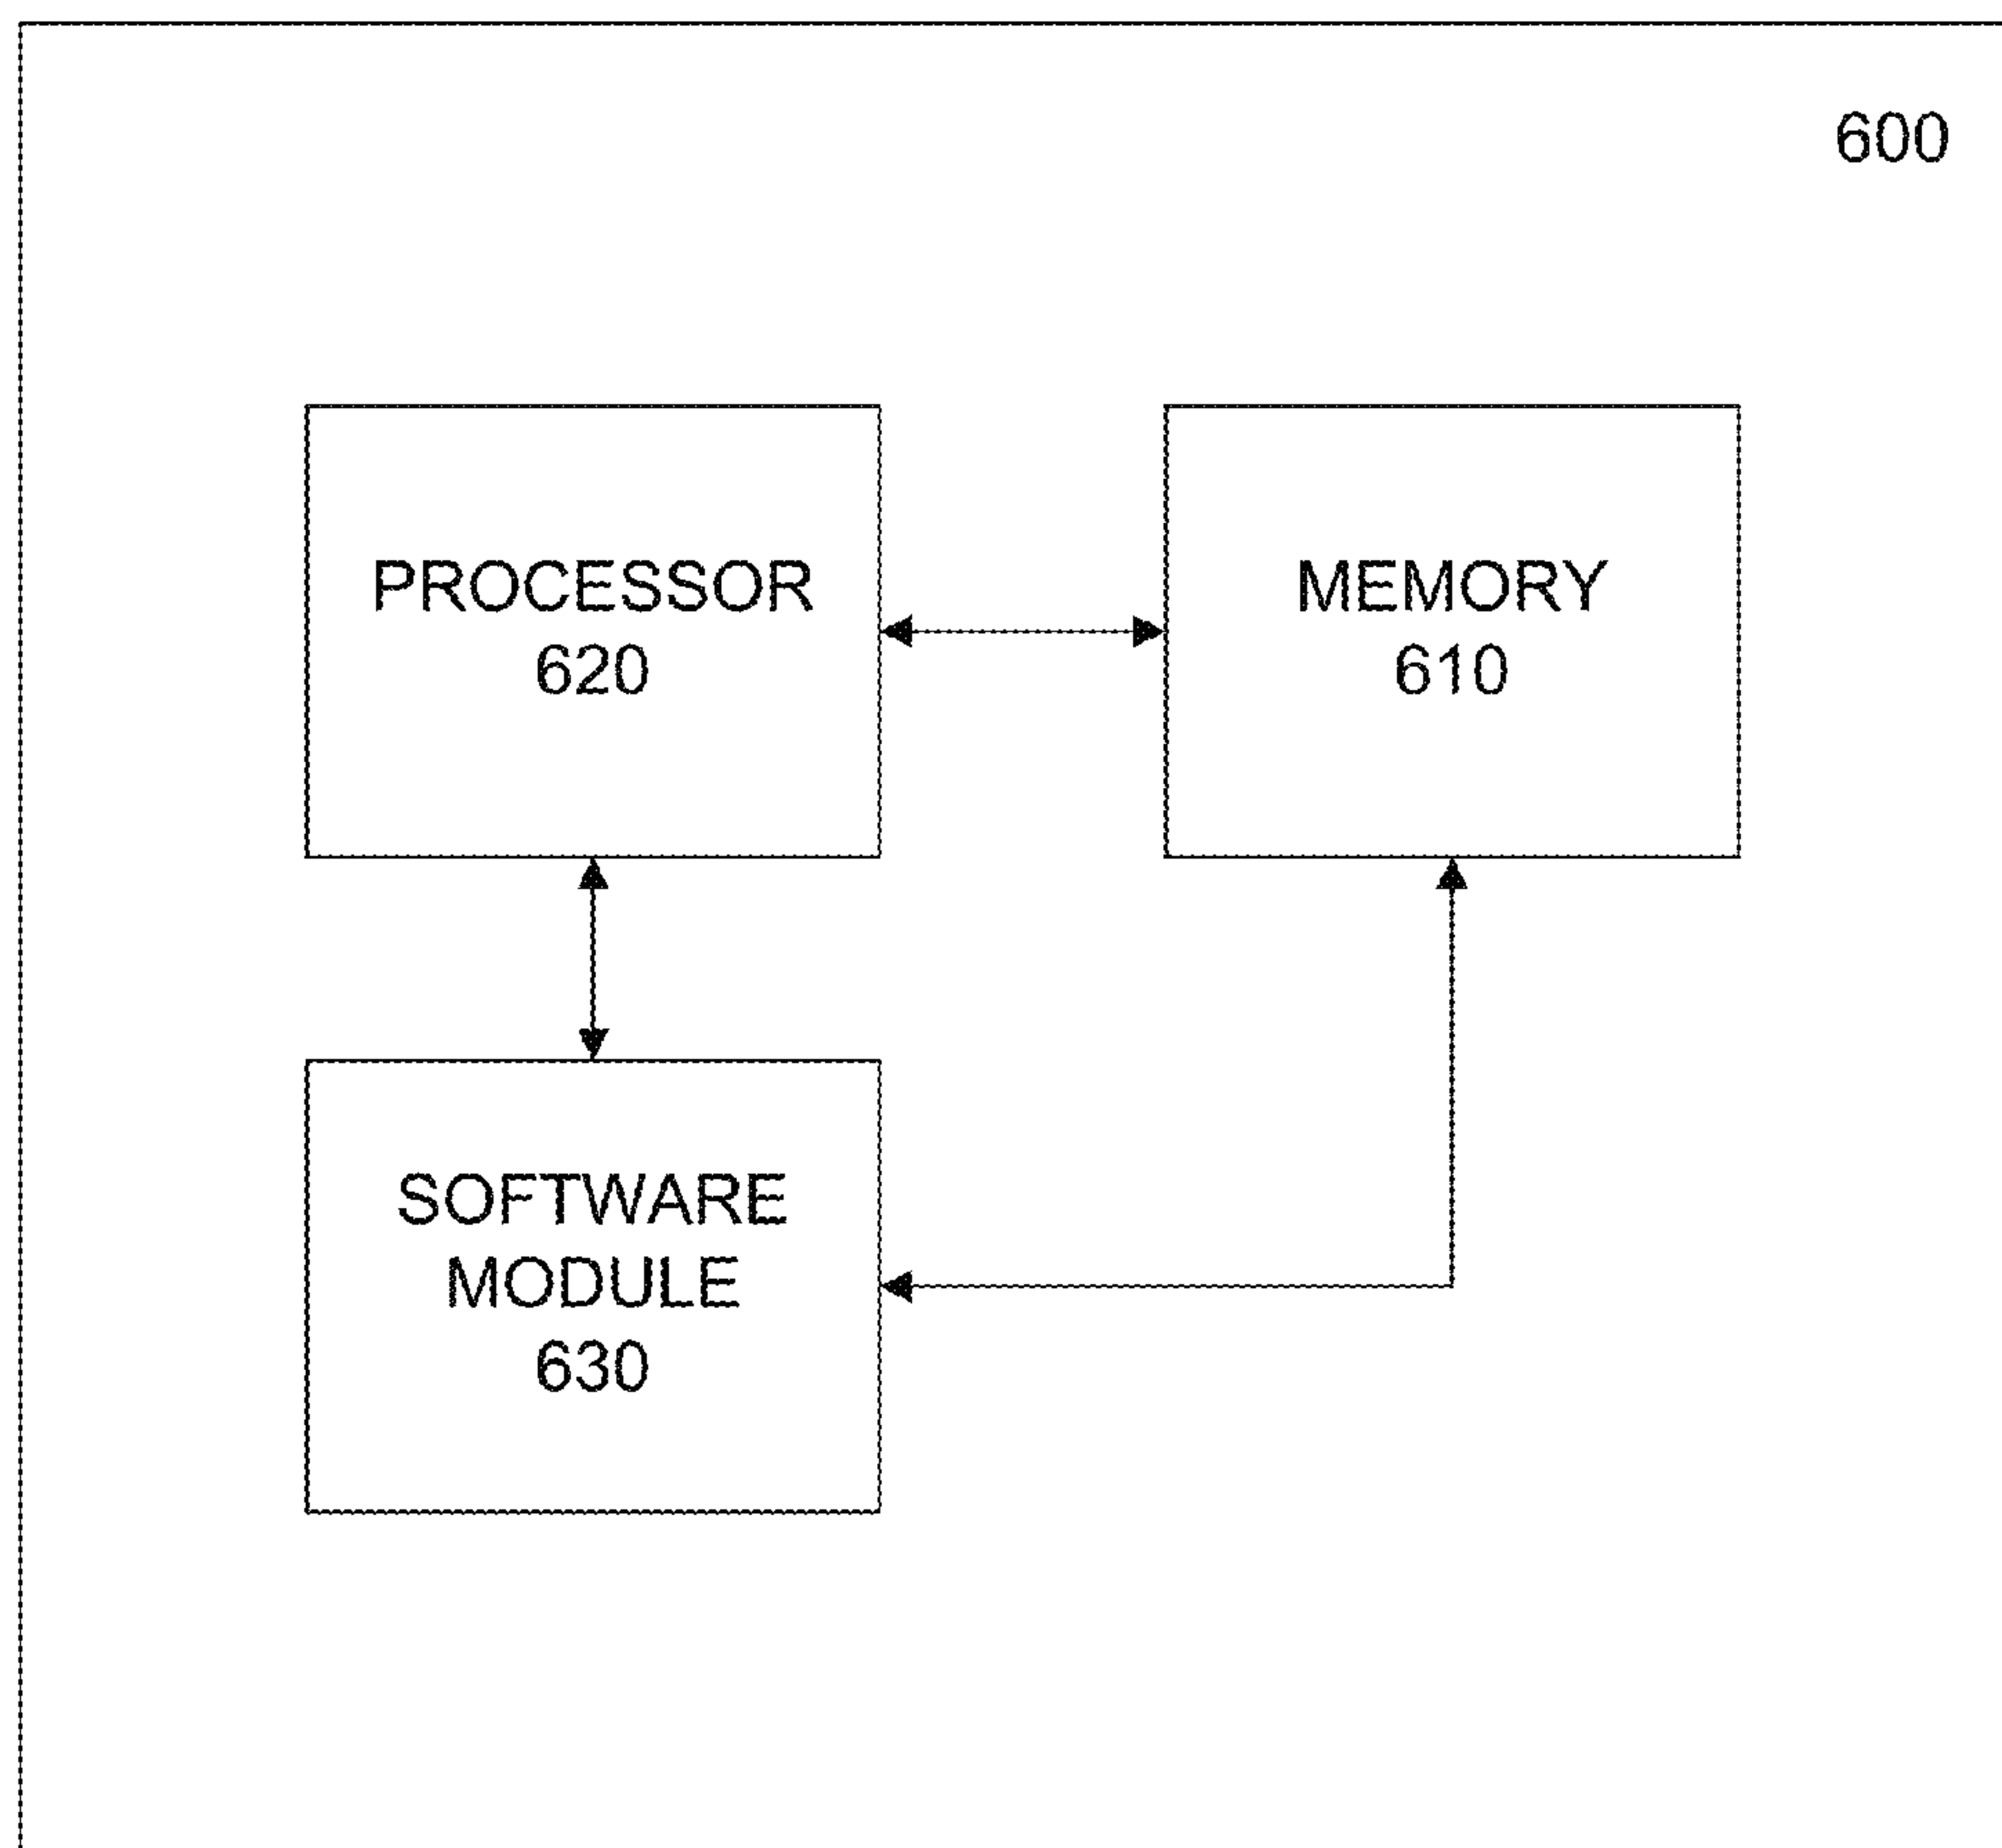 600
PROCESSOR
620
MEMORY
610
SOFTWARE
MODULE
630